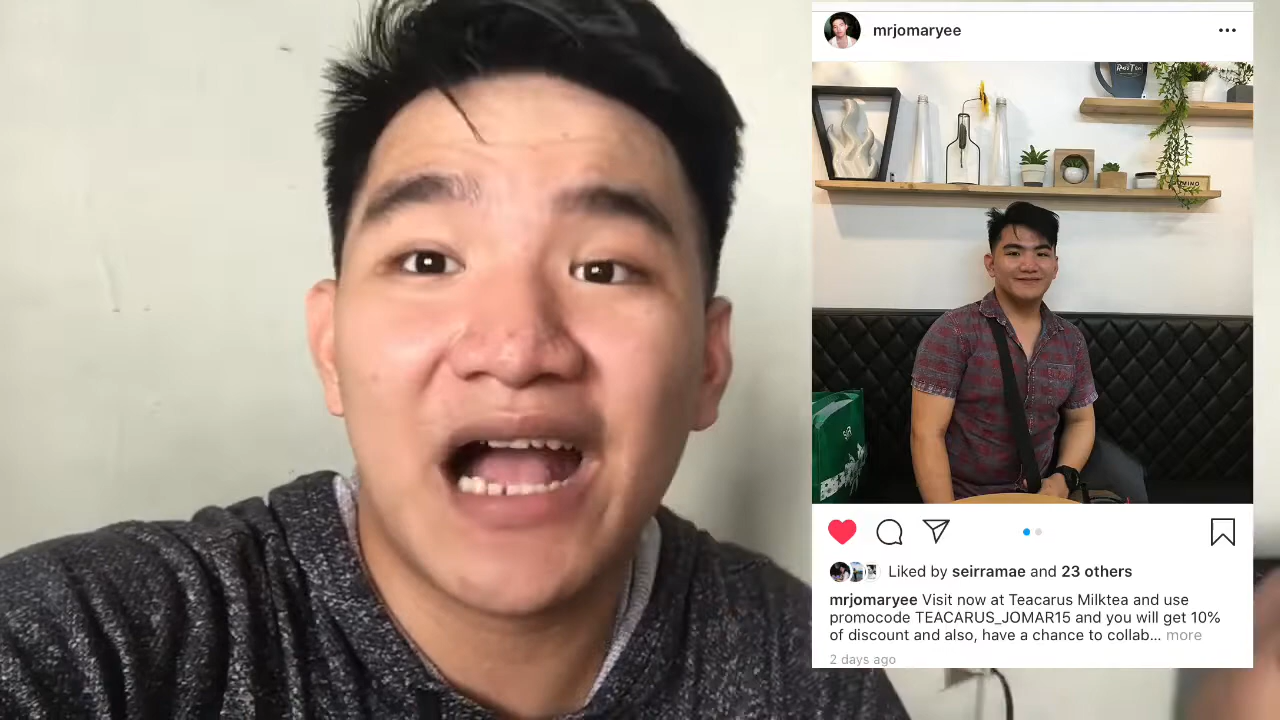 mrjomaryee
Liked by seirramae and 23 others
mrjomaryee Visit now at Teacarus Milktea and use
promocode TEACARUS_JOMAR15 and you will get 10%
of discount and also, have a chance to collab... more
2 days ago